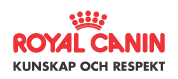 ROYAL CANIN
KUNSKAP OCH RESPEKT